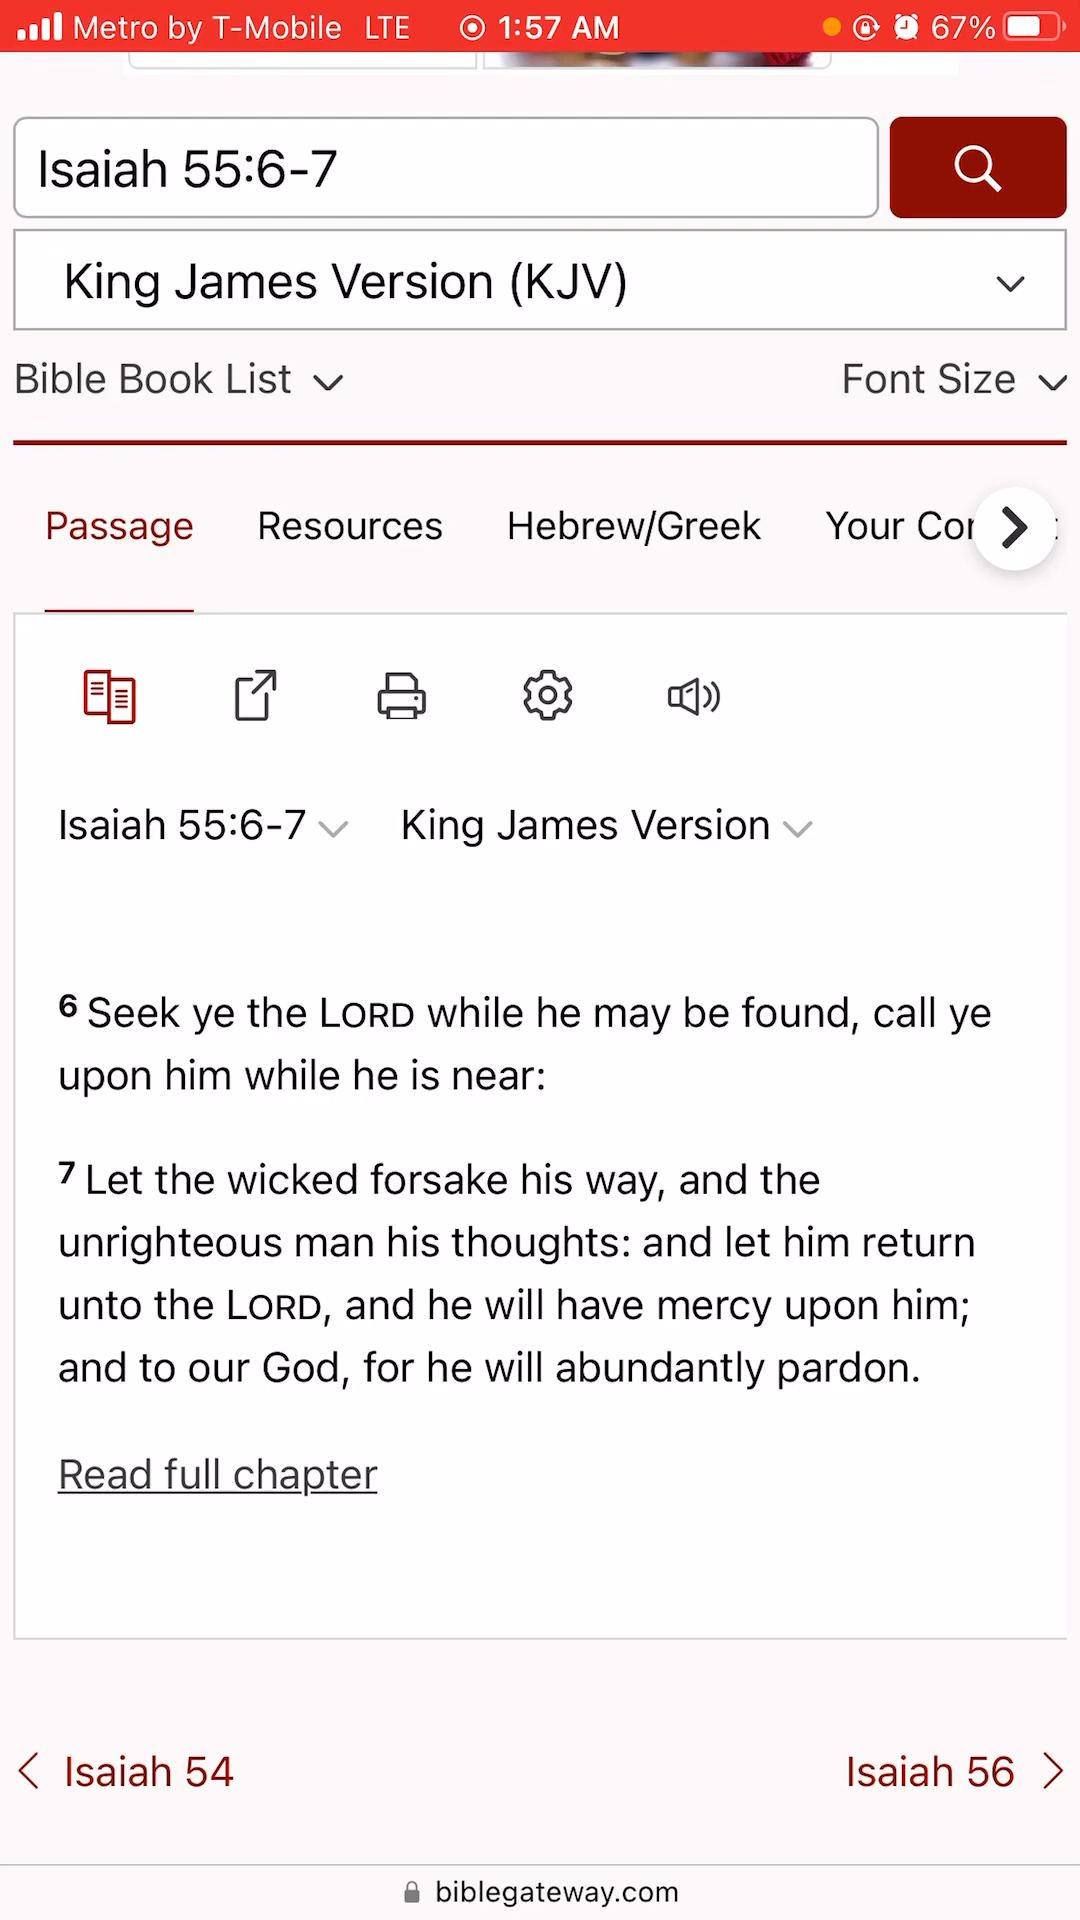 Metro by T-Mobile LTE 1:57 AM 67%
Isaiah 55:6-7
King James Version (KJV)
Bible Book List Font Size
Passage Resources Hebrew/Greek Your
Isaiah 55:6-7 King James Version
6 Seek ye the LORD while he may be found, call ye
upon him while he is near:
7 Let the wicked forsake his way, and the
unrighteous man his thoughts: and let him return
unto the LORD, and he will have mercy upon him;
and to our God, for he will abundantly pardon.
Read full chapter
Isaiah 54 Isaiah 56
biblegateway.com